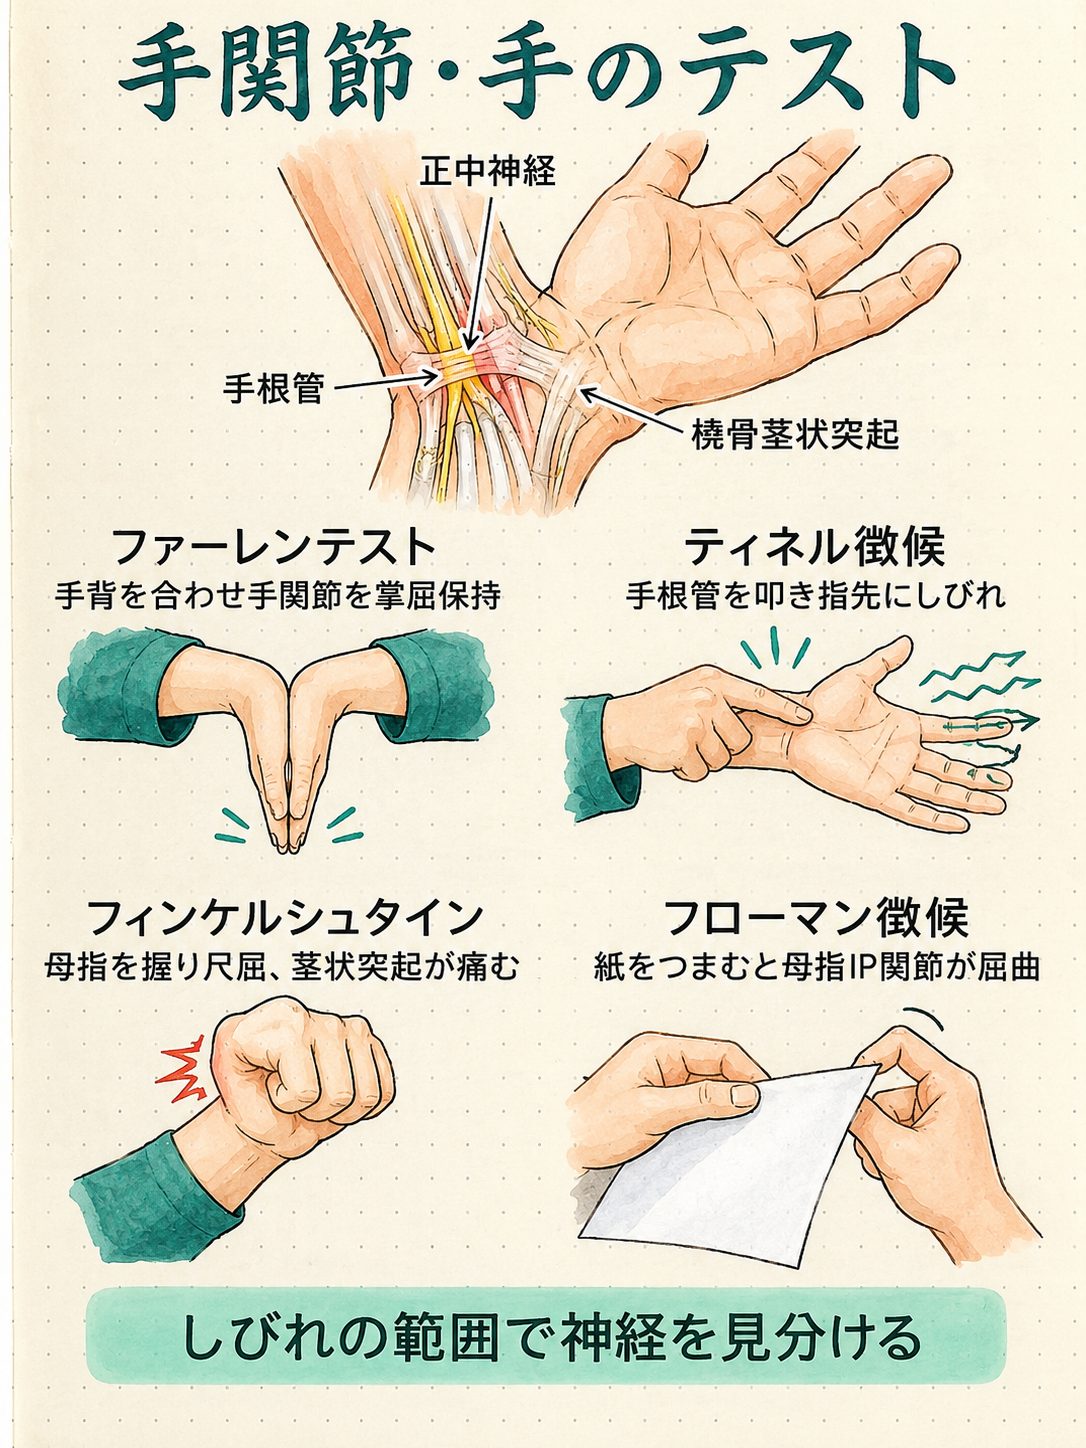 手関節・手のテスト
正中神経
手根管
橈骨茎状突起
ファーレンテスト
手背を合わせ手関節を掌屈保持
ティネル徴候
手根管を叩き指先にしびれ
フィンケルシュタイン
母指を握り尺屈、茎状突起が痛む
フローマン徴候
紙をつまむと母指IP関節が屈曲
しびれの範囲で神経を見分ける